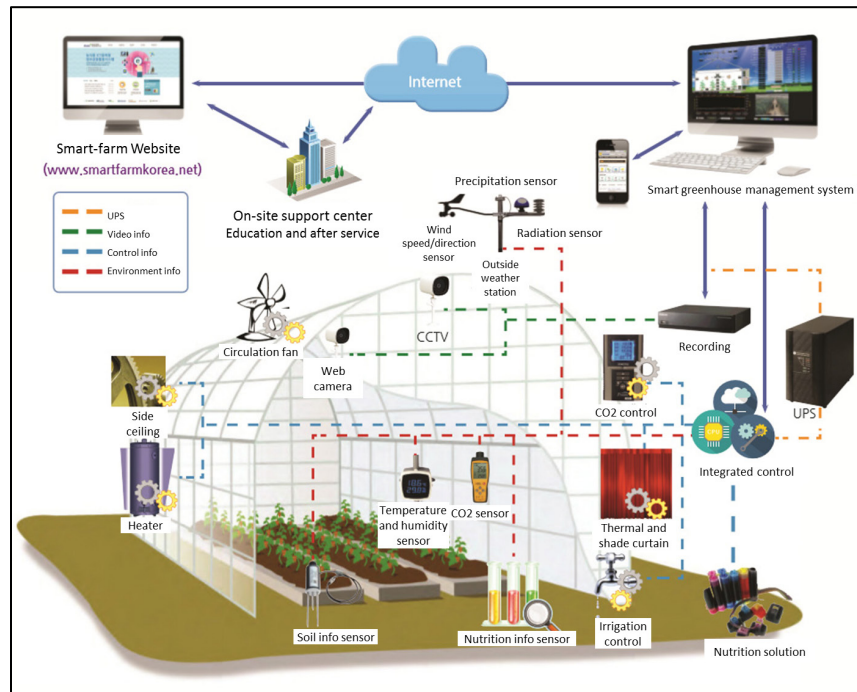 Internet
Smart-farm Website
(www.smartfarmkorea.net)
On-site support center
Education and after service
Smart greenhouse management system
UPS
Video info
Control info
Environment info
Precipitation sensor
Wind
speed/direction
sensor
Radiation sensor
Outside
weather
station
Circulation fan
CCTV
Web
camera
Recording
UPS
CO2 control
Side
ceiling
CPU
Integrated control
Heater
Temperature
and humidity
sensor
CO2 sensor
Thermal and
shade curtain
Soil info sensor
Nutrition info sensor
Irrigation
control
Nutrition solution